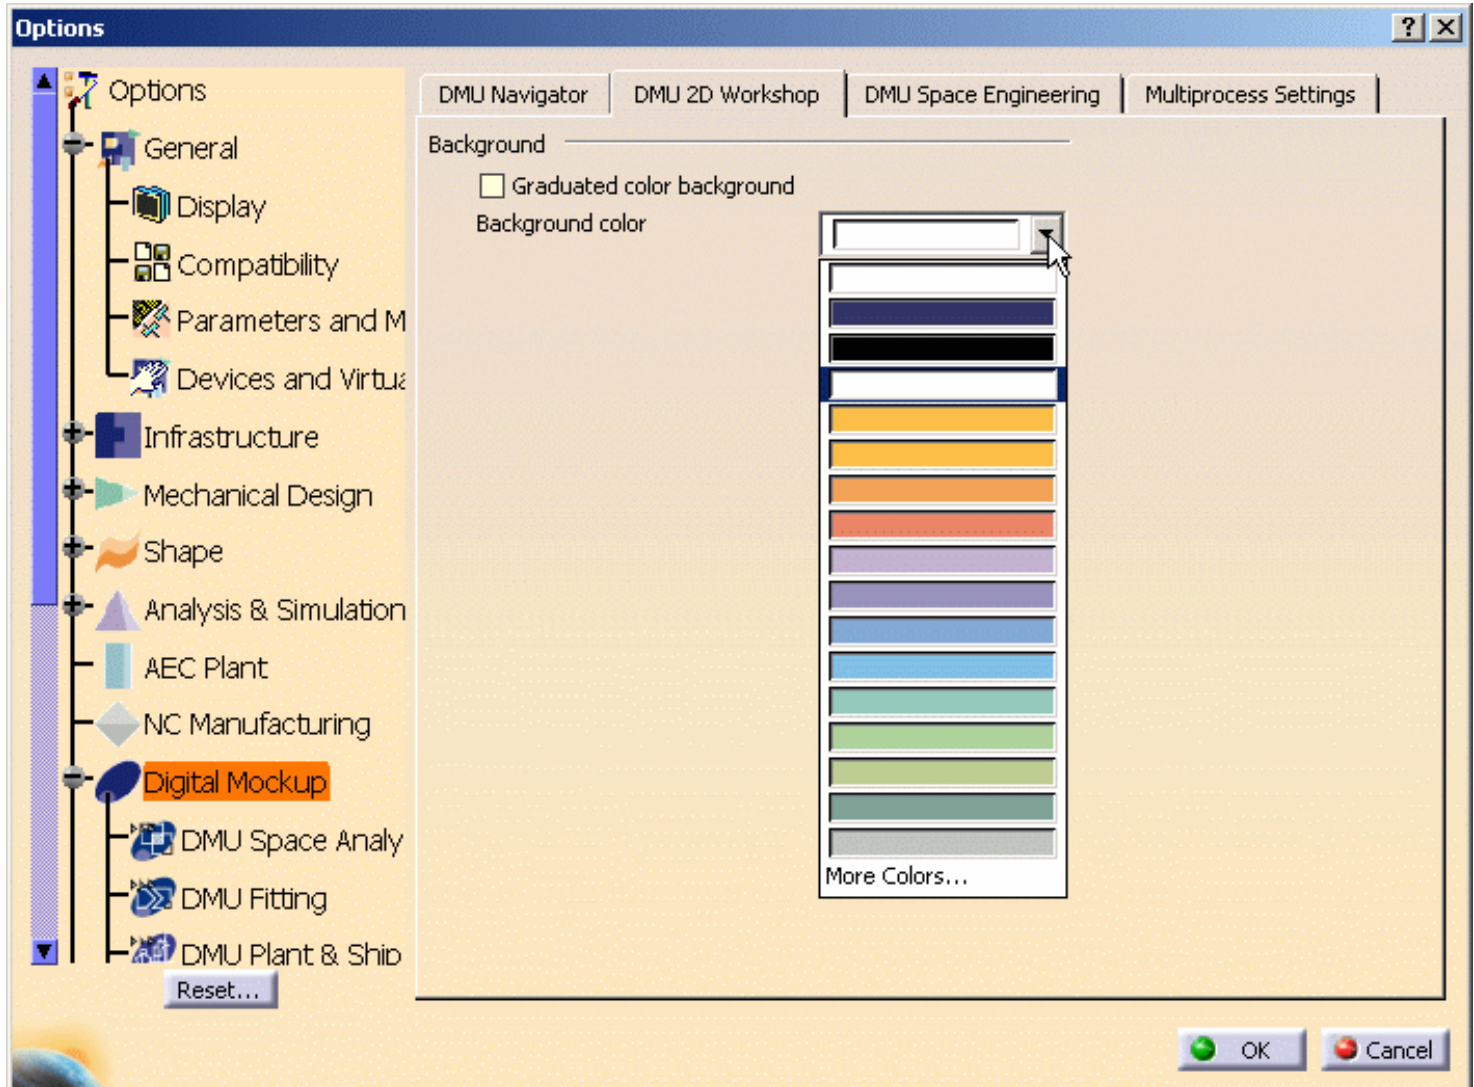 Options
Options
General
Display
Compatibility
Parameters and M
Devices and Virtua
Infrastructure
Mechanical Design
Shape
Analysis & Simulation
AEC Plant
NC Manufacturing
Digital Mockup
DMU Space Analy
DMU Fitting
DMU Plant & Ship
Reset...
DMU Navigator DMU 2D Workshop DMU Space Engineering Multiprocess Settings
Background
Graduated color background
Background color
More Colors...
OK Cancel